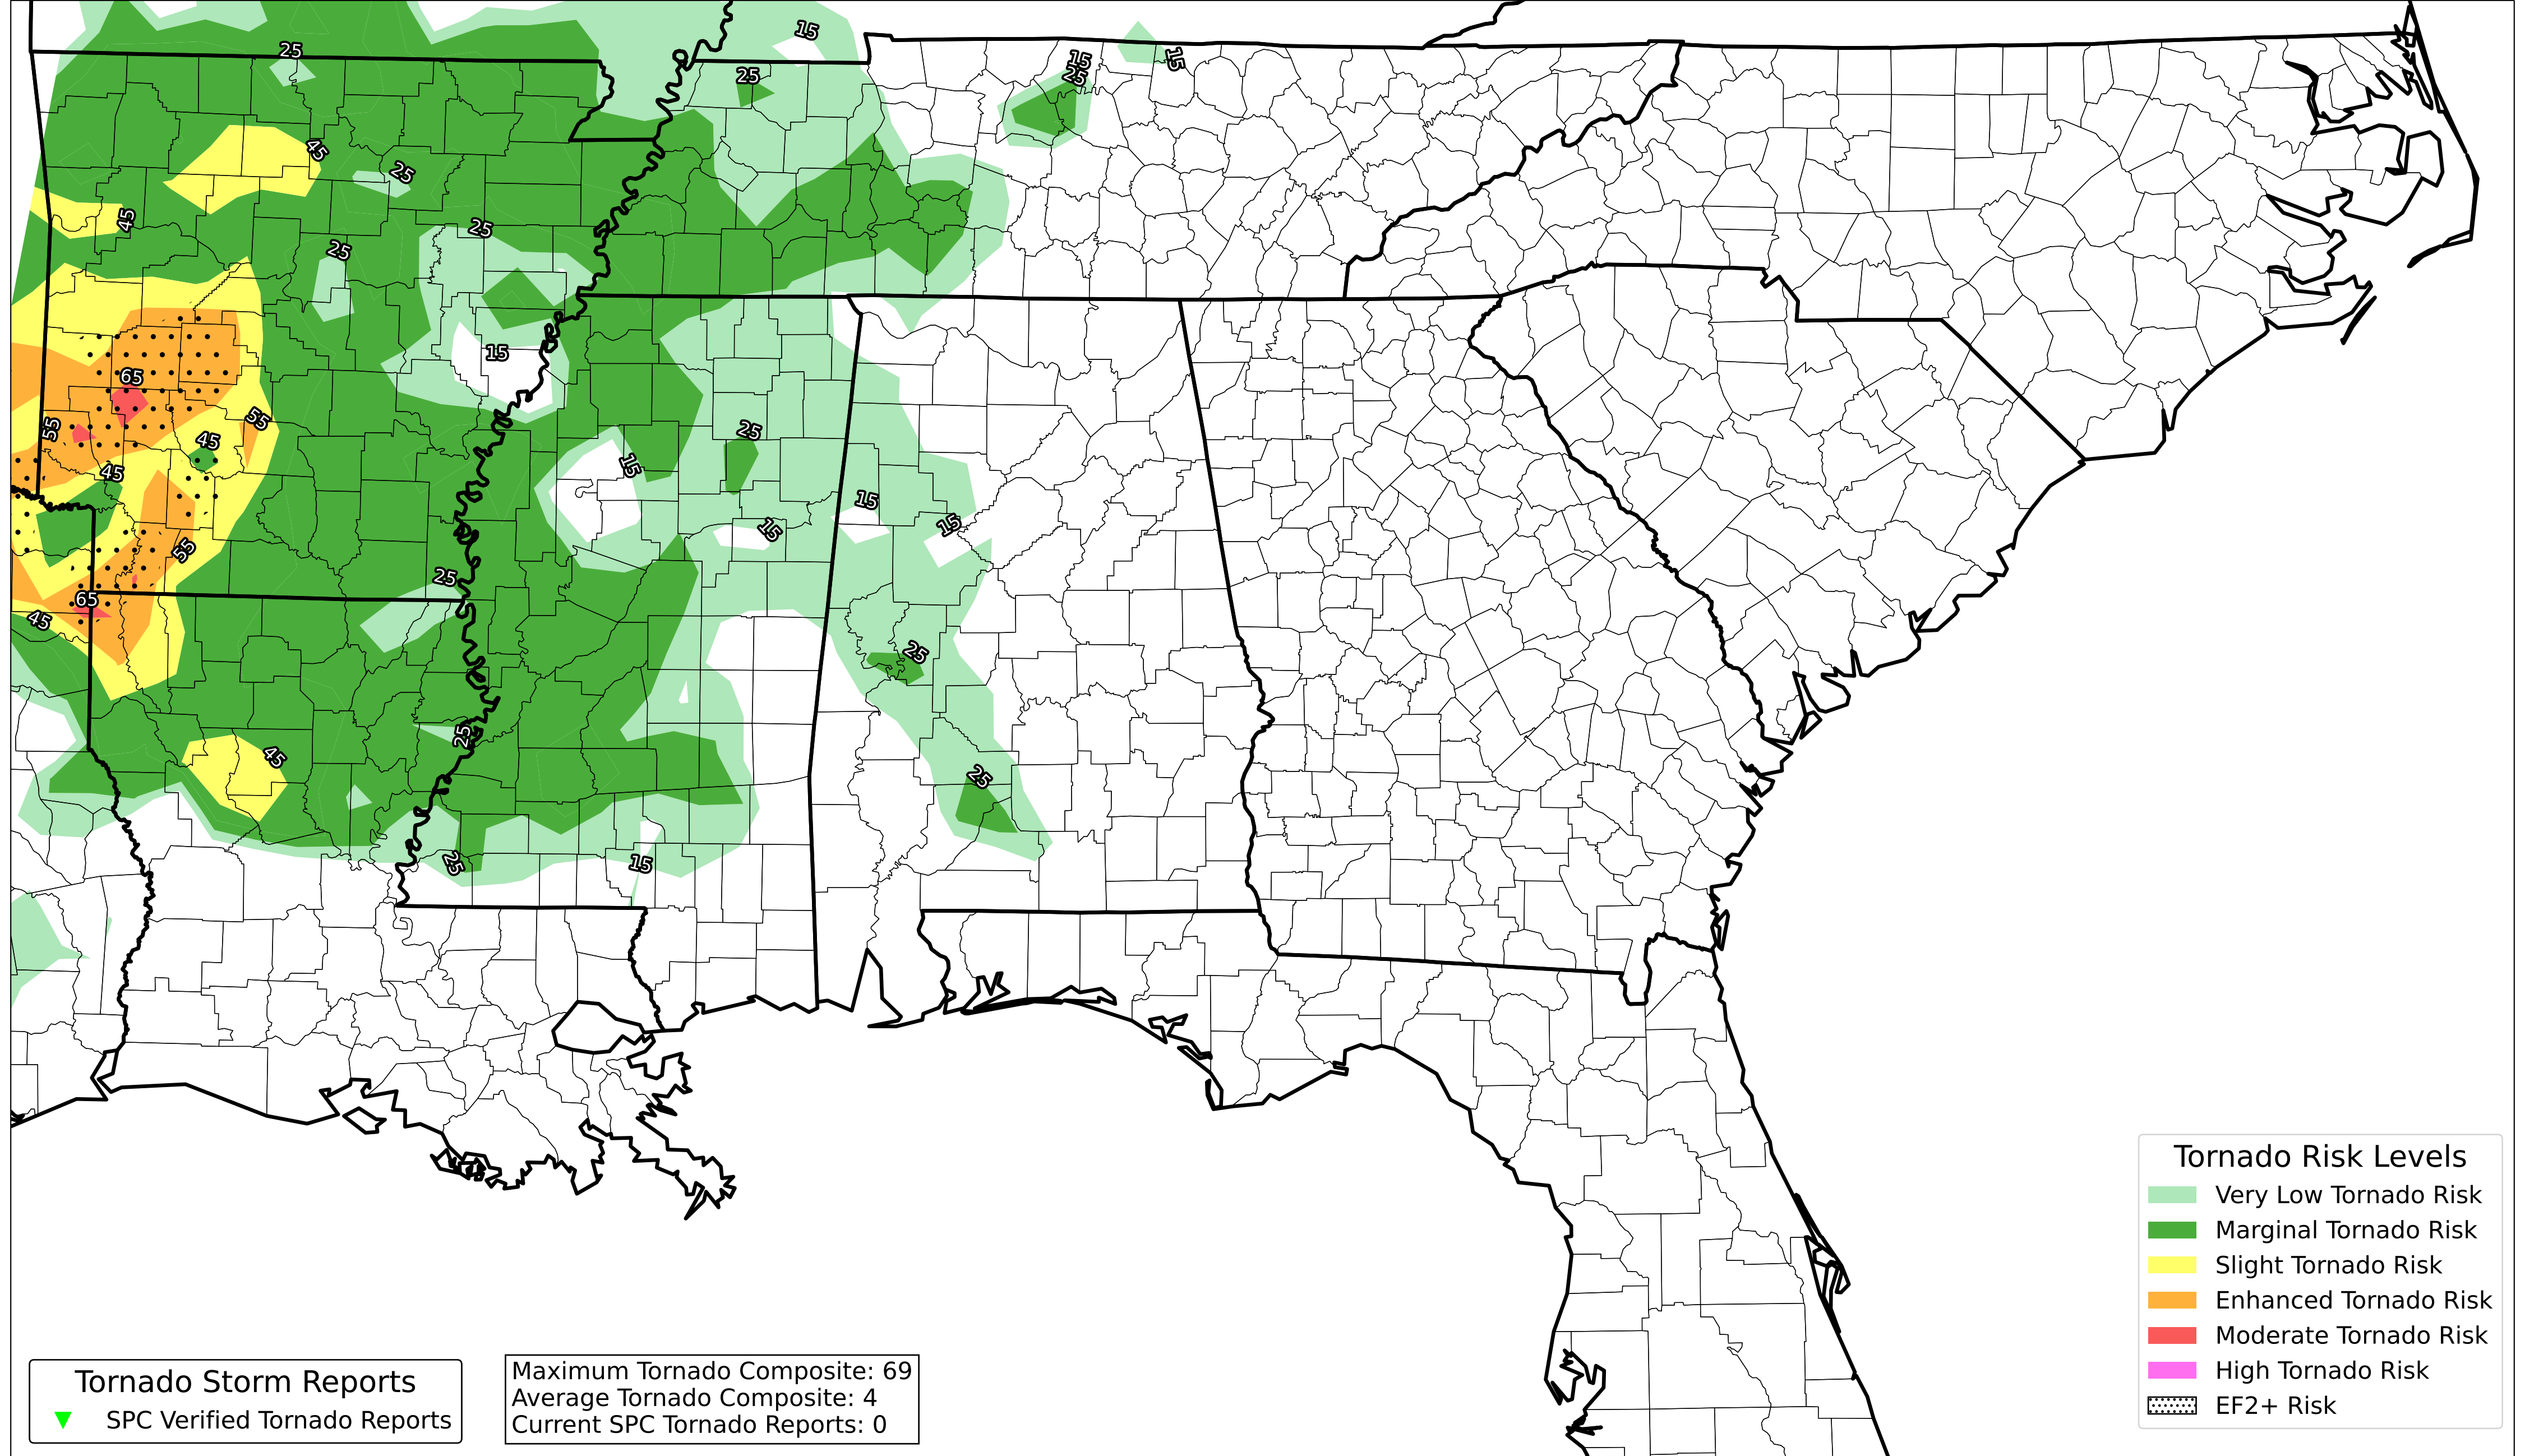 15
25
15
25
15
25
45
25
45
25
25
15
65
55
55
25
45
15
45
15
15
55
25
65
45
25
25
45
25
25
15
Tornado Risk Levels
Very Low Tornado Risk
Marginal Tornado Risk
Slight Tornado Risk
Enhanced Tornado Risk
Moderate Tornado Risk
High Tornado Risk
EF2+ Risk
Tornado Storm Reports
SPC Verified Tornado Reports
Maximum Tornado Composite: 69
Average Tornado Composite: 4
Current SPC Tornado Reports: 0